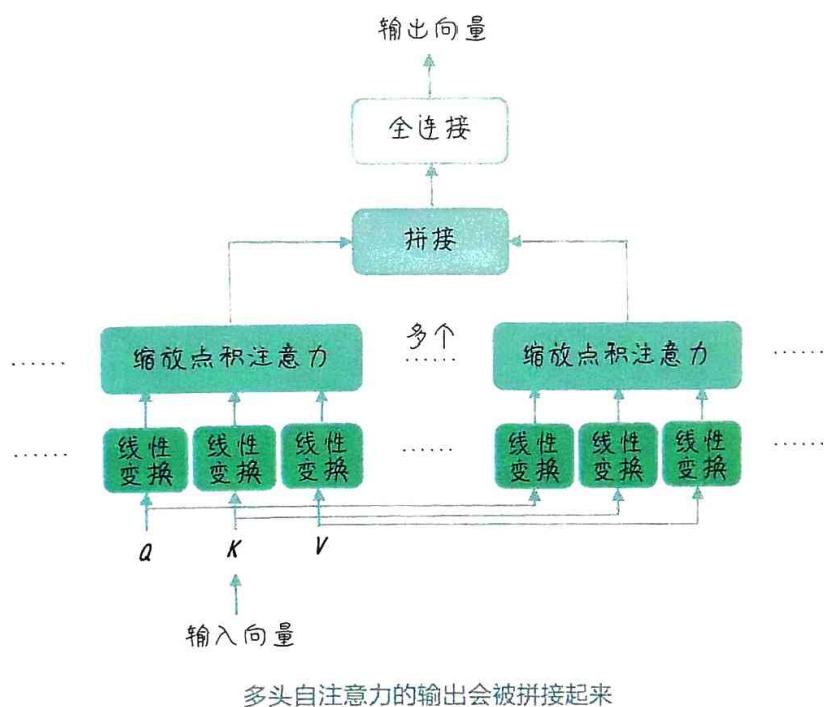 输出向量
全连接
拼接
多个
…… 缩放点积注意力 …… 缩放点积注意力 ……
…… 线性 线性 线性 …… 线性 线性 线性 ……
变换 变换 变换 变换 变换 变换
Q K V
输入向量
多头自注意力的输出会被拼接起来